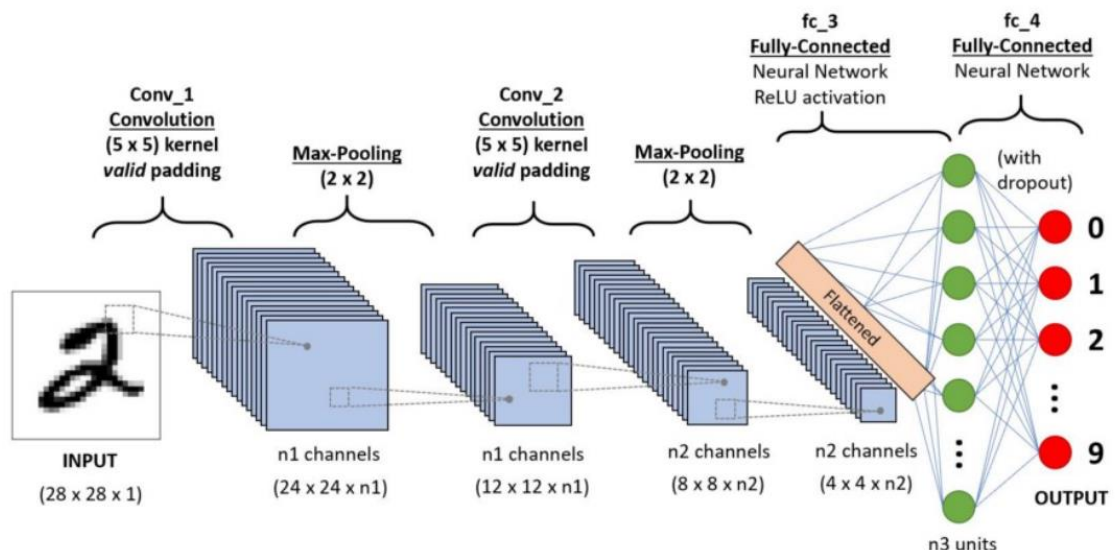 fc_3
Fully-Connected
Neural Network
ReLU activation
fc_4
Fully-Connected
Neural Network
Conv_1
Convolution
(5 x 5) kernel
valid padding
Max-Pooling
(2 x 2)
Conv_2
Convolution
(5 x 5) kernel
valid padding
Max-Pooling
(2 x 2)
(with
dropout)
Flattened
0
1
2
9
INPUT
(28 x 28 x 1)
n1 channels
(24 x 24 x n1)
n1 channels
(12 x 12 x n1)
n2 channels
(8 x 8 x n2)
n2 channels
(4 x 4 x n2)
OUTPUT
n3 units